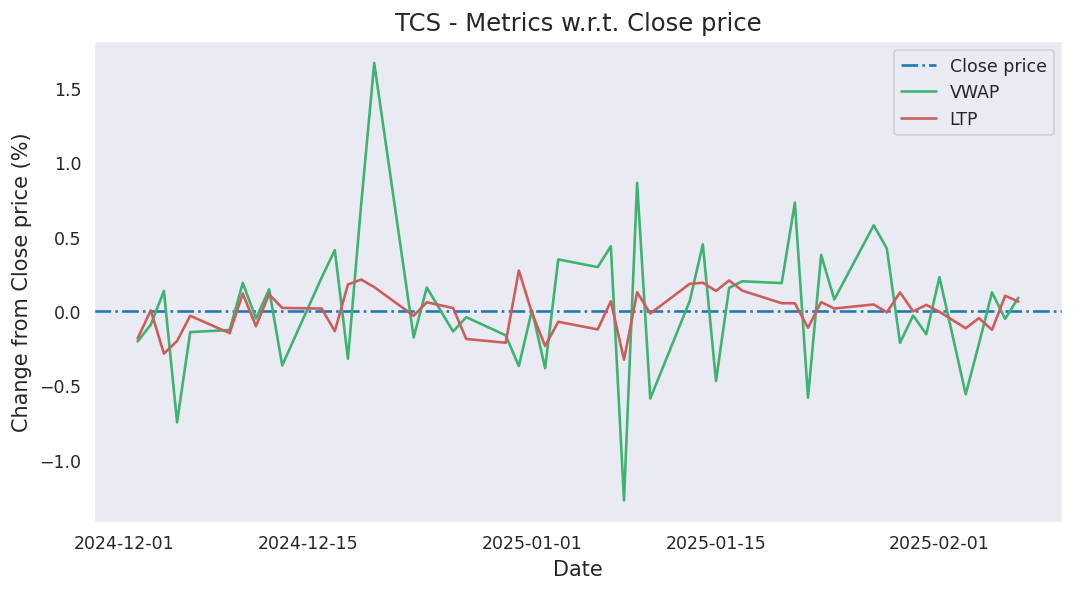 TCS - Metrics w.r.t. Close price
Close price
VWAP
LTP
Change from Close price (%)
1.5
1.0
0.5
0.0
−0.5
−1.0
2024-12-01 2024-12-15 2025-01-01 2025-01-15 2025-02-01
Date